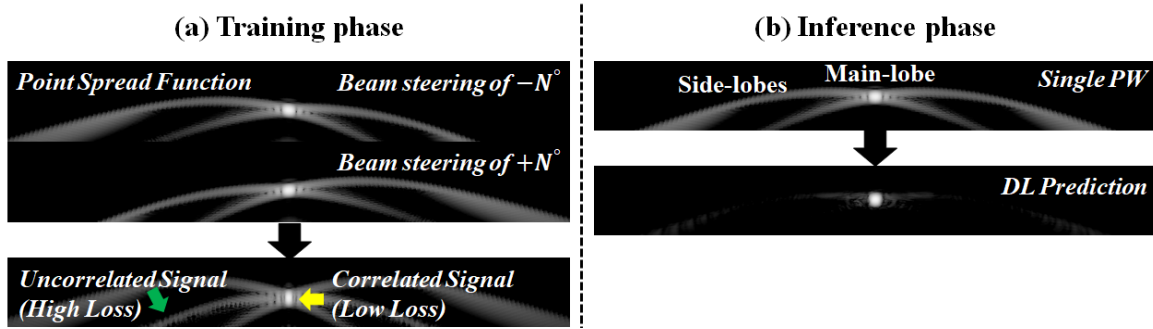 (a) Training phase
Point Spread Function
Beam steering of −N°
Beam steering of +N°
Uncorrelated Signal
(High Loss)
Correlated Signal
(Low Loss)
(b) Inference phase
Side-lobes
Main-lobe
Single PW
DL Prediction